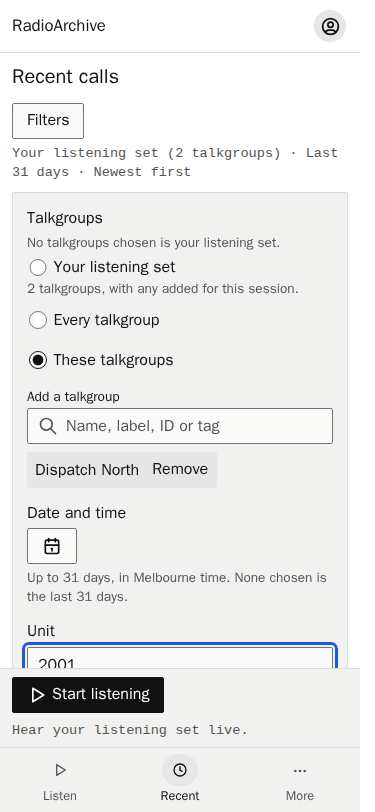 RadioArchive
Recent calls
Filters
Your listening set (2 talkgroups) · Last
31 days · Newest first
Talkgroups
No talkgroups chosen is your listening set.
Your listening set
2 talkgroups, with any added for this session.
Every talkgroup
These talkgroups
Add a talkgroup
Name, label, ID or tag
Dispatch North Remove
Date and time
Up to 31 days, in Melbourne time. None chosen is
the last 31 days.
Unit
2001
Start listening
Hear your listening set live.
Listen Recent More